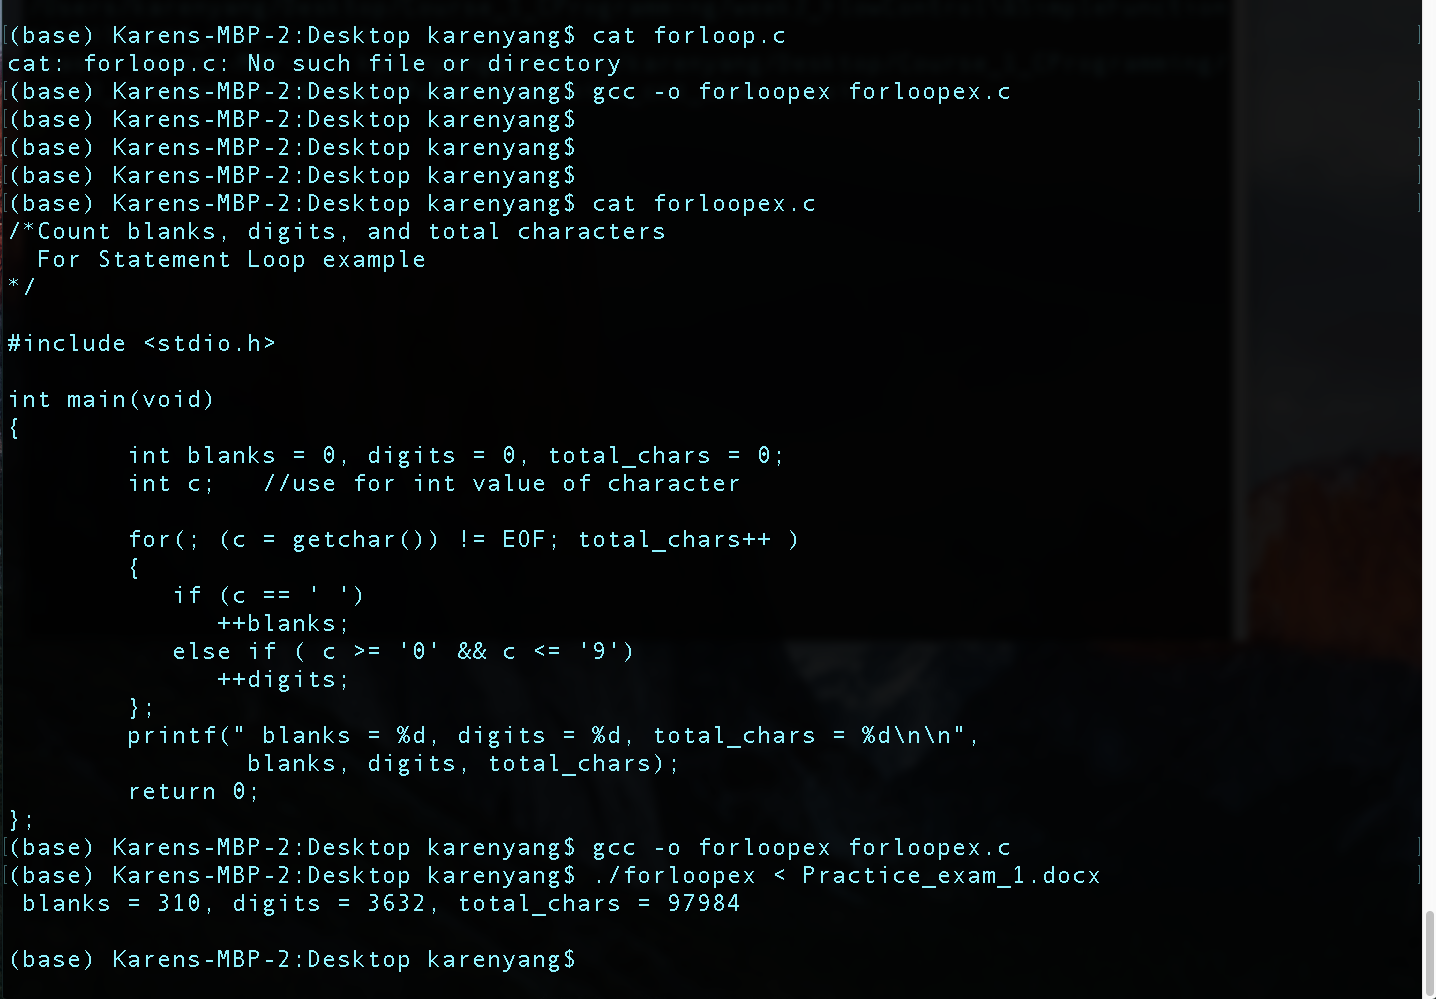 (base) Karens-MBP-2:Desktop karenyang$ cat forloop.c
cat: forloop.c: No such file or directory
(base) Karens-MBP-2:Desktop karenyang$ gcc -o forloopex forloopex.c
(base) Karens-MBP-2:Desktop karenyang$
(base) Karens-MBP-2:Desktop karenyang$
(base) Karens-MBP-2:Desktop karenyang$
(base) Karens-MBP-2:Desktop karenyang$ cat forloopex.c
/*Count blanks, digits, and total characters
  For Statement Loop example
*/

#include <stdio.h>

int main(void)
{
        int blanks = 0, digits = 0, total_chars = 0;
        int c;   //use for int value of character

        for(; (c = getchar()) != EOF; total_chars++ )
        {
           if (c == ' ')
              ++blanks;
           else if ( c >= '0' && c <= '9')
              ++digits;
        };
        printf(" blanks = %d, digits = %d, total_chars = %d\n\n",
                blanks, digits, total_chars);
        return 0;
};
(base) Karens-MBP-2:Desktop karenyang$ gcc -o forloopex forloopex.c
(base) Karens-MBP-2:Desktop karenyang$ ./forloopex < Practice_exam_1.docx
 blanks = 310, digits = 3632, total_chars = 97984

(base) Karens-MBP-2:Desktop karenyang$